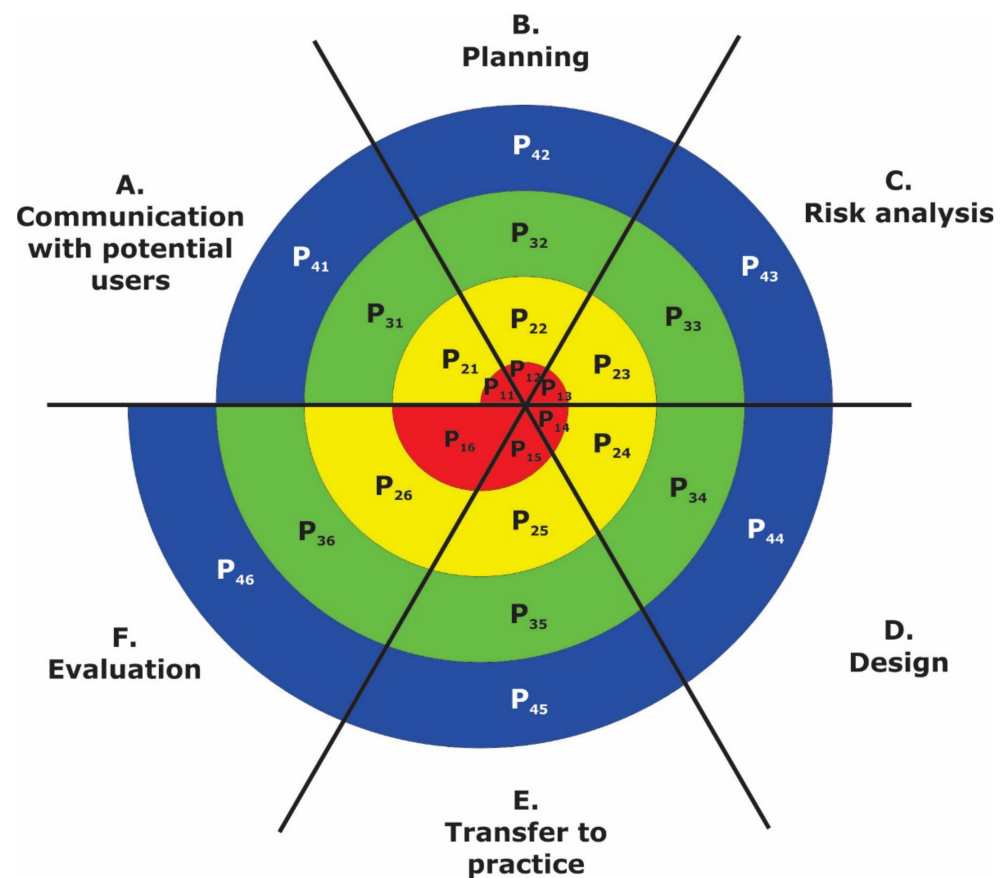 B.
Planning
A.
Communication
with potential
users
C.
Risk analysis
P42
P41
P43
P32
P31
P33
P22
P21
P23
P12
P11
P13
P14
P15
P16
P24
P25
P26
P34
P35
P36
P44
P45
P46
F.
Evaluation
D.
Design
E.
Transfer to
practice